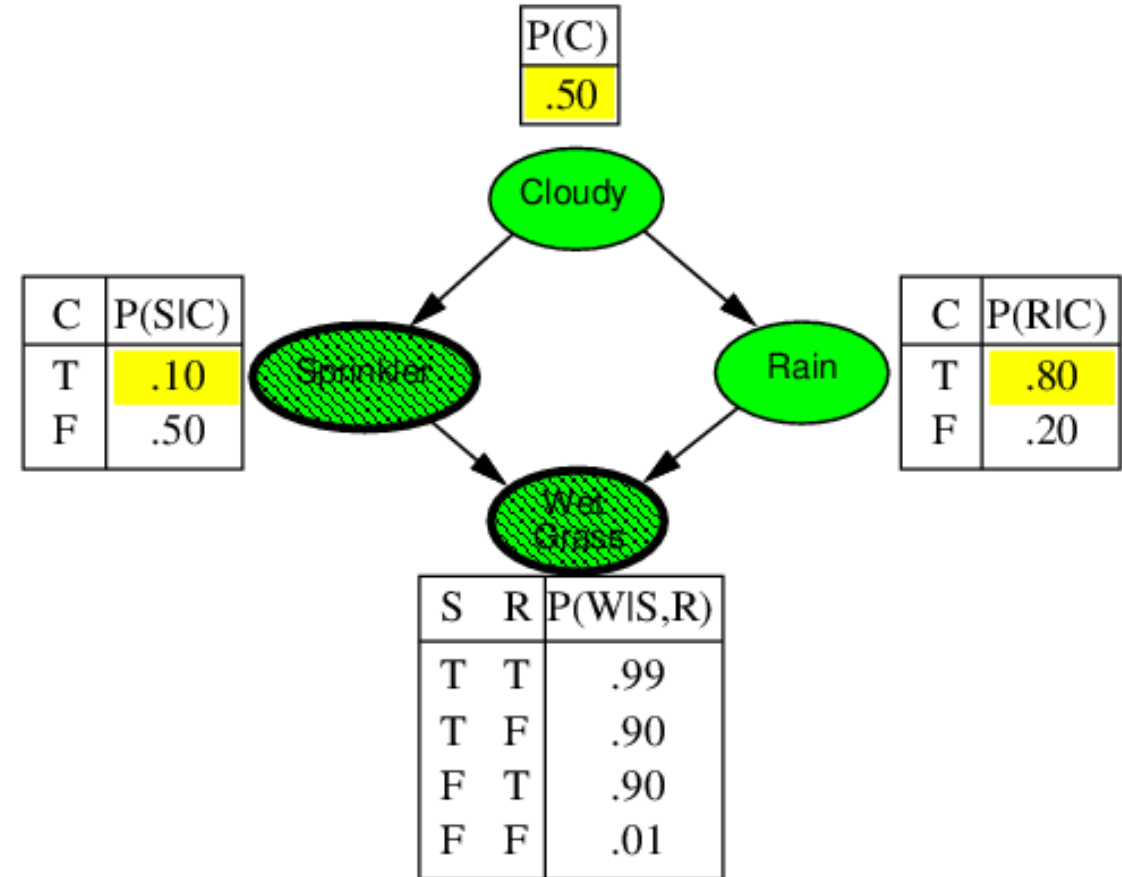 P(C)
.50
Cloudy
C P(S|C)
T .10
F .50
Sprinkler
Rain
C P(R|C)
T .80
F .20
Wet
Grass
S R P(W|S,R)
T T .99
T F .90
F T .90
F F .01